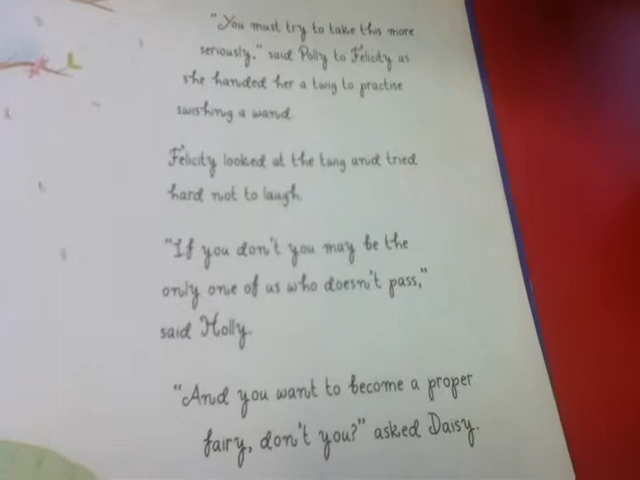 "You must try to take this more
seriously," said Polly to Felicity as
she handed her a twig to practise
swishing a wand.
Felicity looked at the twig and tried
hard not to laugh.
"If you don't you may be the
only one of us who doesn't pass,"
said Holly.
"And you want to become a proper
fairy, don't you?" asked Daisy.